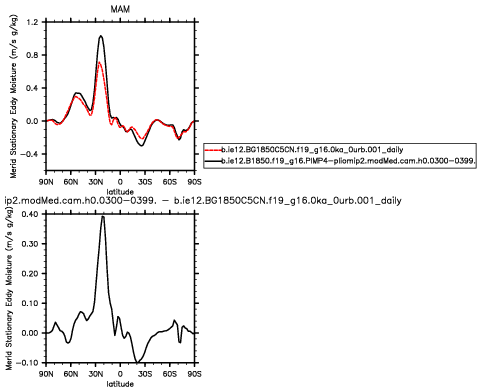 MAM
Merid Stationary Eddy Moisture (m/s g/kg)
1.2
0.8
0.4
0.0
−0.4
90N 60N 30N 0 30S 60S 90S
latitude
b.ie12.BG1850C5CN.f19_g16.0ka_0urb.001_daily
b.ie12.B1850.f19_g16.PlMP4-pliomip2.modMed.cam.h0.0300-0399.
ip2.modMed.cam.h0.0300−0399. − b.ie12.BG1850C5CN.f19_g16.0ka_0urb.001_daily
Merid Stationary Eddy Moisture (m/s g/kg)
0.40
0.30
0.20
0.10
0.00
−0.10
90N 60N 30N 0 30S 60S 90S
latitude